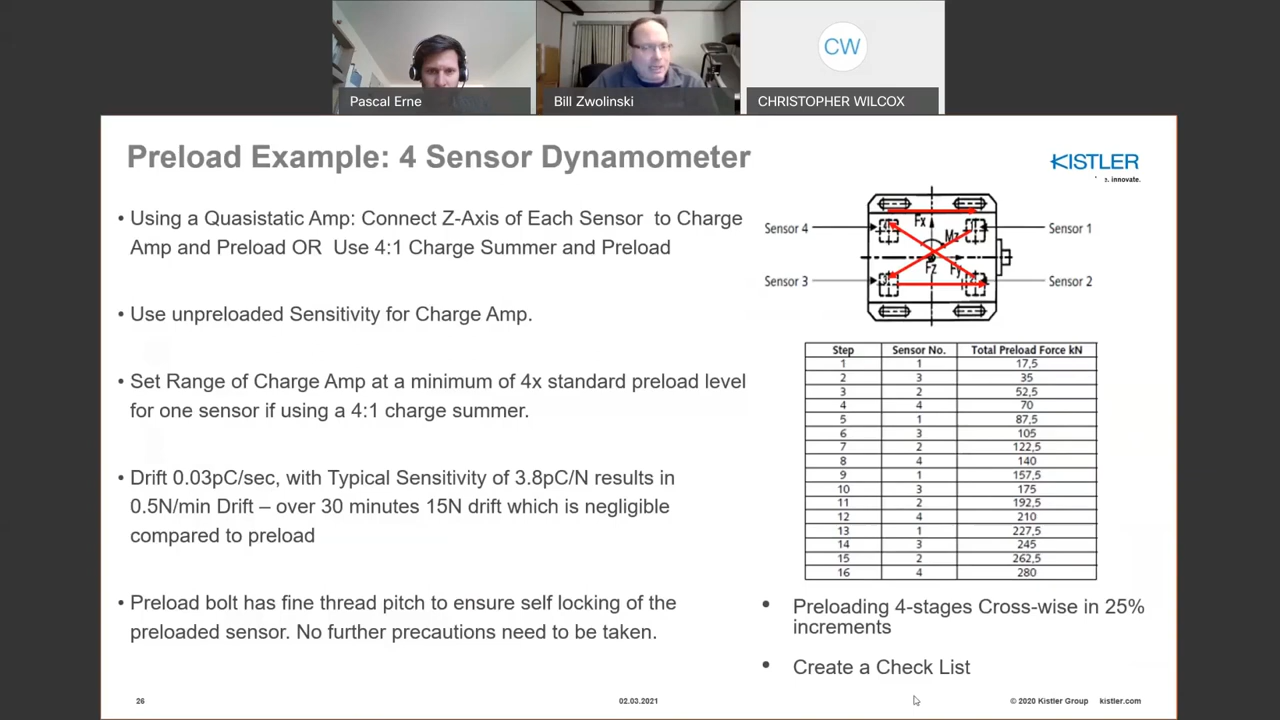 CW
Pascal Erne
Bill Zwolinski
CHRISTOPHER WILCOX
Preload Example: 4 Sensor Dynamometer
KISTLER
innovate.
• Using a Quasistatic Amp: Connect Z-Axis of Each Sensor to Charge
Amp and Preload OR Use 4:1 Charge Summer and Preload
• Use unpreloaded Sensitivity for Charge Amp.
• Set Range of Charge Amp at a minimum of 4x standard preload level
for one sensor if using a 4:1 charge summer.
• Drift 0.03pC/sec, with Typical Sensitivity of 3.8pC/N results in
0.5N/min Drift – over 30 minutes 15N drift which is negligible
compared to preload
• Preload bolt has fine thread pitch to ensure self locking of the
preloaded sensor. No further precautions need to be taken.
Sensor 4
Sensor 1
Sensor 3
Sensor 2
Fx
Mz
Fz
Fy
Step Sensor No. Total Preload Force kN
1 1 17,5
2 3 35
3 2 52,5
4 4 70
5 1 87,5
6 3 105
7 2 122,5
8 4 140
9 1 157,5
10 3 175
11 2 192,5
12 4 210
13 1 227,5
14 3 245
15 2 262,5
16 4 280
• Preloading 4-stages Cross-wise in 25%
increments
• Create a Check List
26
02.03.2021
© 2020 Kistler Group kistler.com